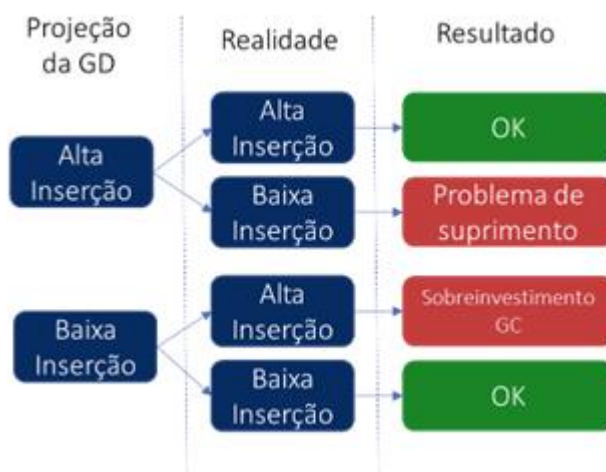 Projeção
da GD
Realidade
Resultado
Alta
Inserção
Alta
Inserção
OK
Baixa
Inserção
Problema de
suprimento
Baixa
Inserção
Alta
Inserção
Sobreinvestimento
GC
Baixa
Inserção
OK